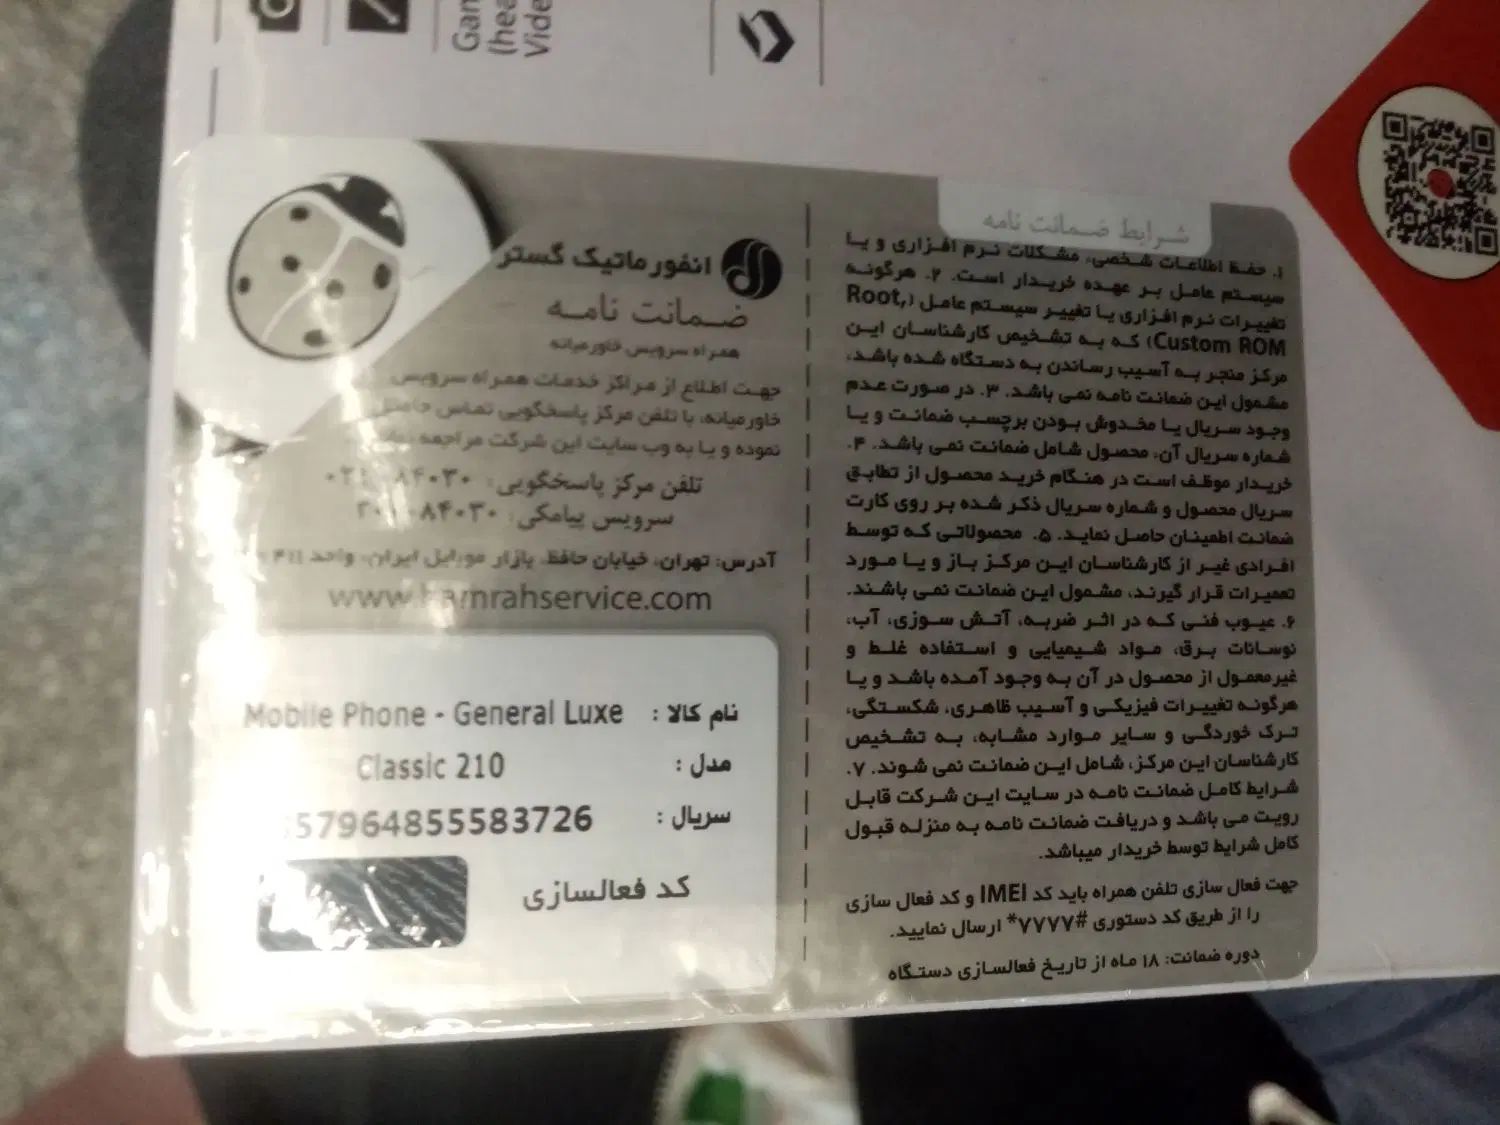 Gam
(hea
Vide
انفورماتیک گستر
ضمانت نامه
همراه سرویس خاورمیانه
جهت اطلاع از مراکز خدمات همراه سرویس
خاورمیانه، با تلفن مرکز پاسخگویی تماس حاصل
نموده و یا به وب سایت این شرکت مراجعه
تلفن مرکز پاسخگویی: ۸۴۰۳۰
سرویس پیامکی: ۸۴۰۳۰
آدرس: تهران، خیابان حافظ، بازار موبایل ایران، واحد ۴۱۱
www.hamrahservice.com
نام کالا : Mobile Phone - General Luxe
مدل : Classic 210
سریال : 57964855583726
کد فعالسازی
شرایط ضمانت نامه
۱. حفظ اطلاعات شخصی، مشکلات نرم افزاری و یا
سیستم عامل بر عهده خریدار است. ۲. هرگونه
تغییرات نرم افزاری یا تغییر سیستم عامل (Root,
Custom ROM) که به تشخیص کارشناسان این
مرکز منجر به آسیب رساندن به دستگاه شده باشد،
مشمول این ضمانت نامه نمی باشد. ۳. در صورت عدم
وجود سریال یا مخدوش بودن برچسب ضمانت و یا
شماره سریال آن، محصول شامل ضمانت نمی باشد. ۴.
خریدار موظف است در هنگام خرید محصول از تطابق
سریال محصول و شماره سریال ذکر شده بر روی کارت
ضمانت اطمینان حاصل نماید. ۵. محصولاتی که توسط
افرادی غیر از کارشناسان این مرکز باز و یا مورد
تعمیرات قرار گیرند، مشمول این ضمانت نمی باشند.
۶. عیوب فنی که در اثر ضربه، آتش سوزی، آب،
نوسانات برق، مواد شیمیایی و استفاده غلط و
غیرمعمول از محصول در آن به وجود آمده باشد و یا
هرگونه تغییرات فیزیکی و آسیب ظاهری، شکستگی،
ترک خوردگی و سایر موارد مشابه، به تشخیص
کارشناسان این مرکز، شامل این ضمانت نمی شوند. ۷.
شرایط کامل ضمانت نامه در سایت این شرکت قابل
رویت می باشد و دریافت ضمانت نامه به منزله قبول
کامل شرایط توسط خریدار میباشد.
جهت فعال سازی تلفن همراه باید کد IMEI و کد فعال سازی
را از طریق کد دستوری #۷۷۷۷* ارسال نمایید.
دوره ضمانت: ۱۸ ماه از تاریخ فعالسازی دستگاه